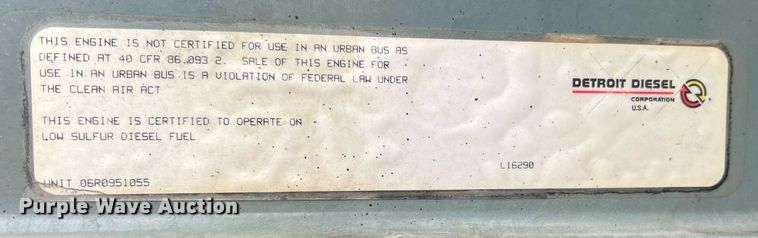 THIS ENGINE IS NOT CERTIFIED FOR USE IN AN URBAN BUS AS
DEFINED AT 40 CFR 86.093 2. SALE OF THIS ENGINE FOR
USE IN AN URBAN BUS IS A VIOLATION OF FEDERAL LAW UNDER
THE CLEAN AIR ACT
DETROIT DIESEL
CORPORATION
U.S.A.
THIS ENGINE IS CERTIFIED TO OPERATE ON
LOW SULFUR DIESEL FUEL
L16290
UNIT 06R0951055
Purple Wave Auction